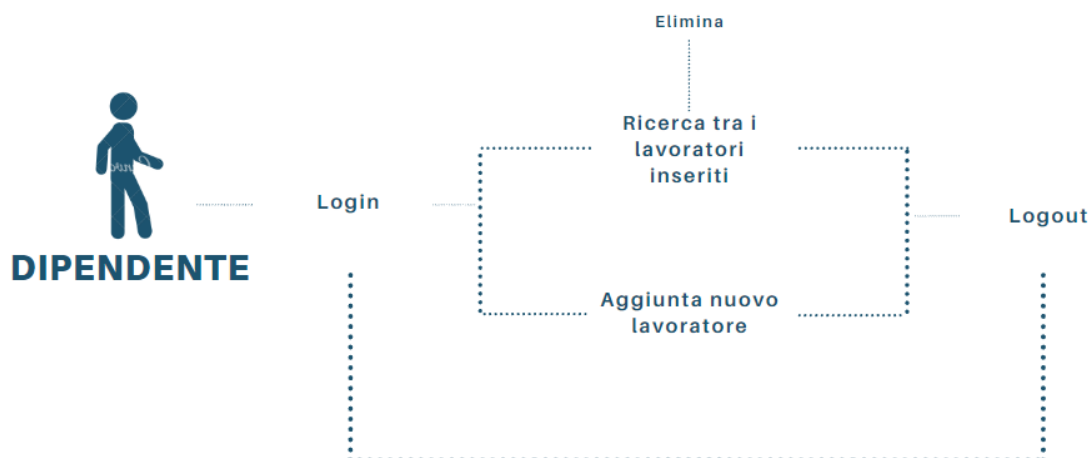 Elimina
Ricerca tra i
lavoratori
inseriti
Login
Logout
DIPENDENTE
Aggiunta nuovo
lavoratore